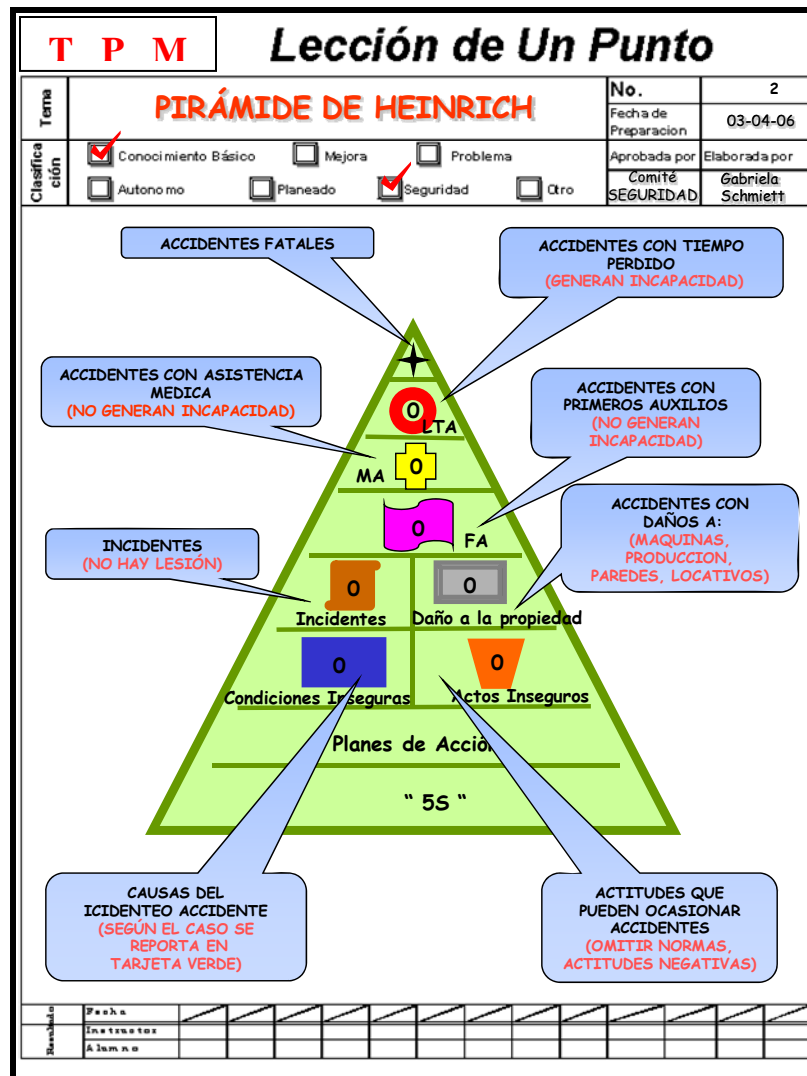 T P M
Lección de Un Punto
Tema
PIRÁMIDE DE HEINRICH
No.
2
Fecha de
Preparacion
03-04-06
Clasifica
ción
Conocimiento Básico
Mejora
Problema
Autonomo
Planeado
Seguridad
Otro
Aprobada por
Elaborada por
Comité
SEGURIDAD
Gabriela
Schmiett
ACCIDENTES FATALES
ACCIDENTES CON TIEMPO
PERDIDO
(GENERAN INCAPACIDAD)
ACCIDENTES CON ASISTENCIA
MEDICA
(NO GENERAN INCAPACIDAD)
ACCIDENTES CON
PRIMEROS AUXILIOS
(NO GENERAN
INCAPACIDAD)
0
LTA
0
MA
0
FA
INCIDENTES
(NO HAY LESIÓN)
ACCIDENTES CON
DAÑOS A:
(MAQUINAS,
PRODUCCION,
PAREDES, LOCATIVOS)
0
Incidentes
0
Daño a la propiedad
0
Condiciones Inseguras
0
Actos Inseguros
Planes de Acción
“ 5S “
CAUSAS DEL
ICIDENTEO ACCIDENTE
(SEGÚN EL CASO SE
REPORTA EN
TARJETA VERDE)
ACTITUDES QUE
PUEDEN OCASIONAR
ACCIDENTES
(OMITIR NORMAS,
ACTITUDES NEGATIVAS)
Resultado
Fecha
Instructor
Alumno